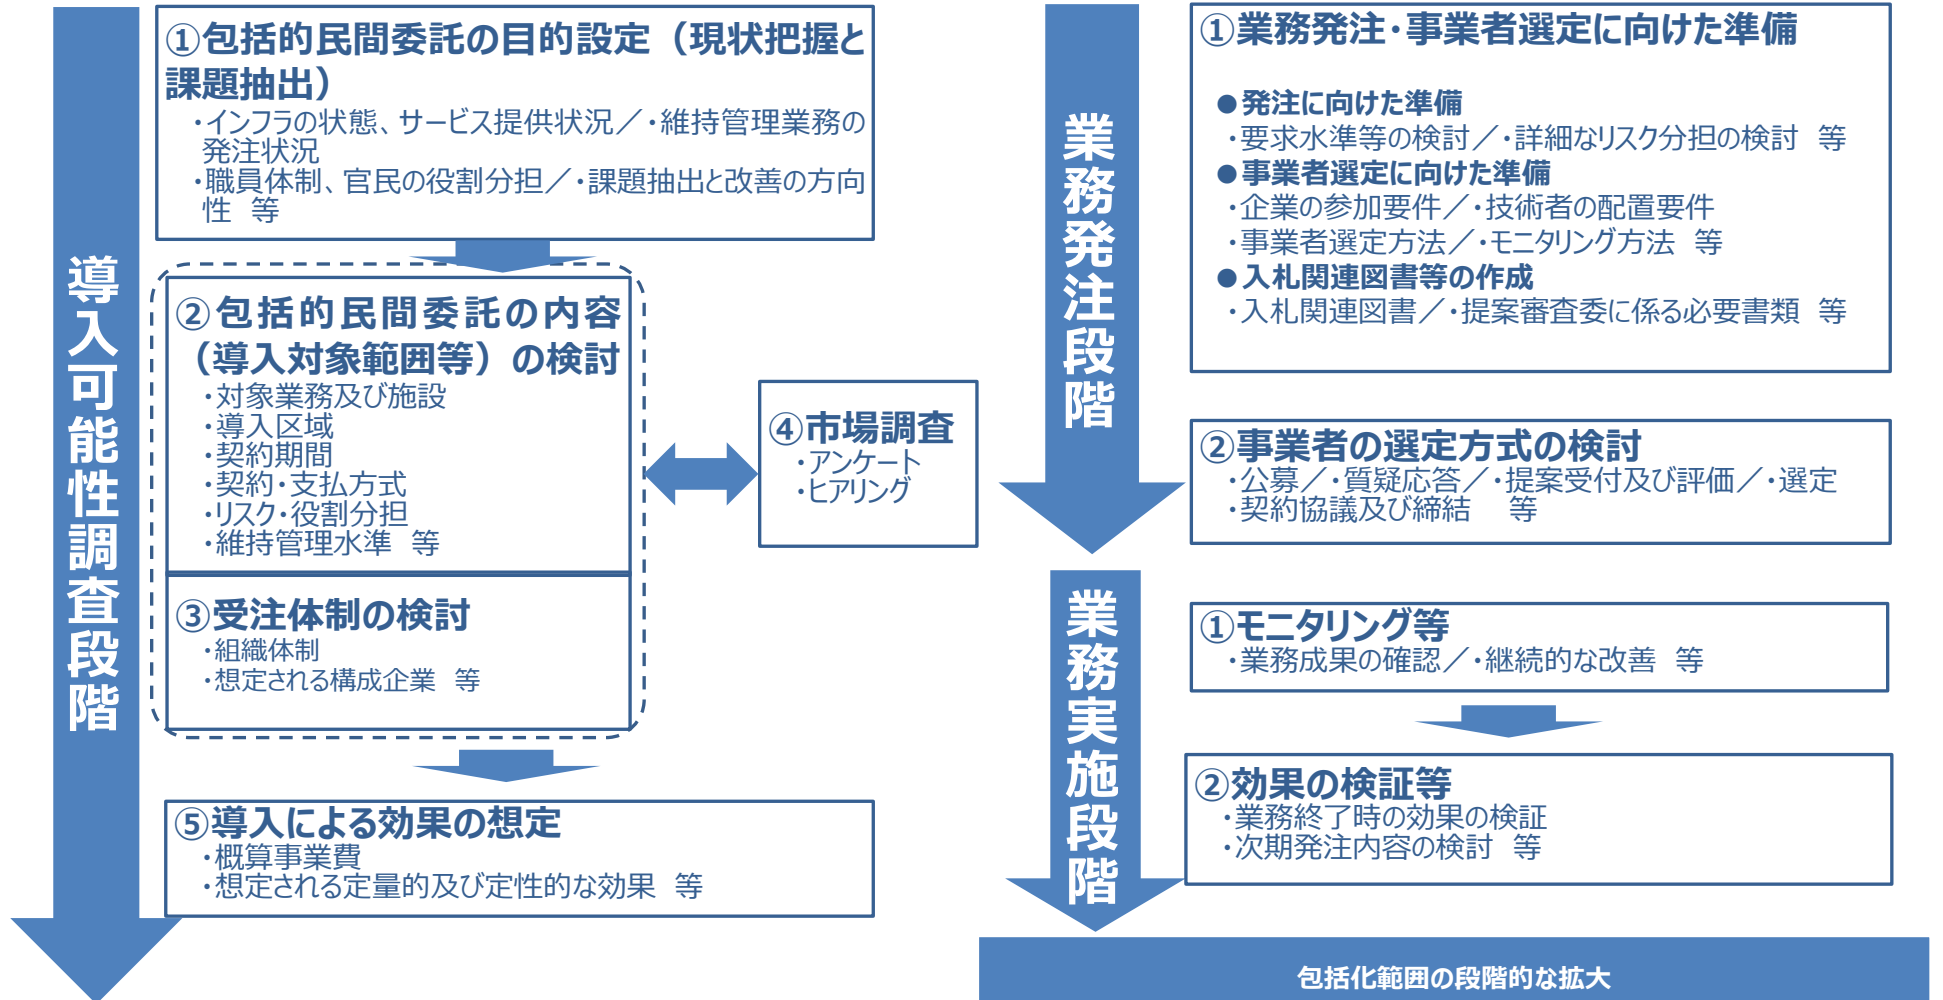 導入可能性調査段階
①包括的民間委託の目的設定（現状把握と
課題抽出）
・インフラの状態、サービス提供状況／・維持管理業務の
発注状況
・職員体制、官民の役割分担／・課題抽出と改善の方向
性　等
②包括的民間委託の内容
（導入対象範囲等）の検討
・対象業務及び施設
・導入区域
・契約期間
・契約・支払方式
・リスク・役割分担
・維持管理水準　等
③受注体制の検討
・組織体制
・想定される構成企業　等
④市場調査
・アンケート
・ヒアリング
⑤導入による効果の想定
・概算事業費
・想定される定量的及び定性的な効果　等
業務発注段階
①業務発注・事業者選定に向けた準備
●発注に向けた準備
・要求水準等の検討／・詳細なリスク分担の検討　等
●事業者選定に向けた準備
・企業の参加要件／・技術者の配置要件
・事業者選定方法／・モニタリング方法　等
●入札関連図書等の作成
・入札関連図書／・提案審査委に係る必要書類　等
②事業者の選定方式の検討
・公募／・質疑応答／・提案受付及び評価／・選定
・契約協議及び締結　等
業務実施段階
①モニタリング等
・業務成果の確認／・継続的な改善　等
②効果の検証等
・業務終了時の効果の検証
・次期発注内容の検討　等
包括化範囲の段階的な拡大